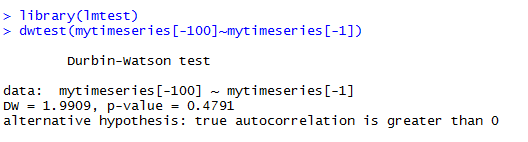 > library(lmtest)
> dwtest(mytimeseries[-100]~mytimeseries[-1])
Durbin-Watson test
data:  mytimeseries[-100] ~ mytimeseries[-1]
DW = 1.9909, p-value = 0.4791
alternative hypothesis: true autocorrelation is greater than 0